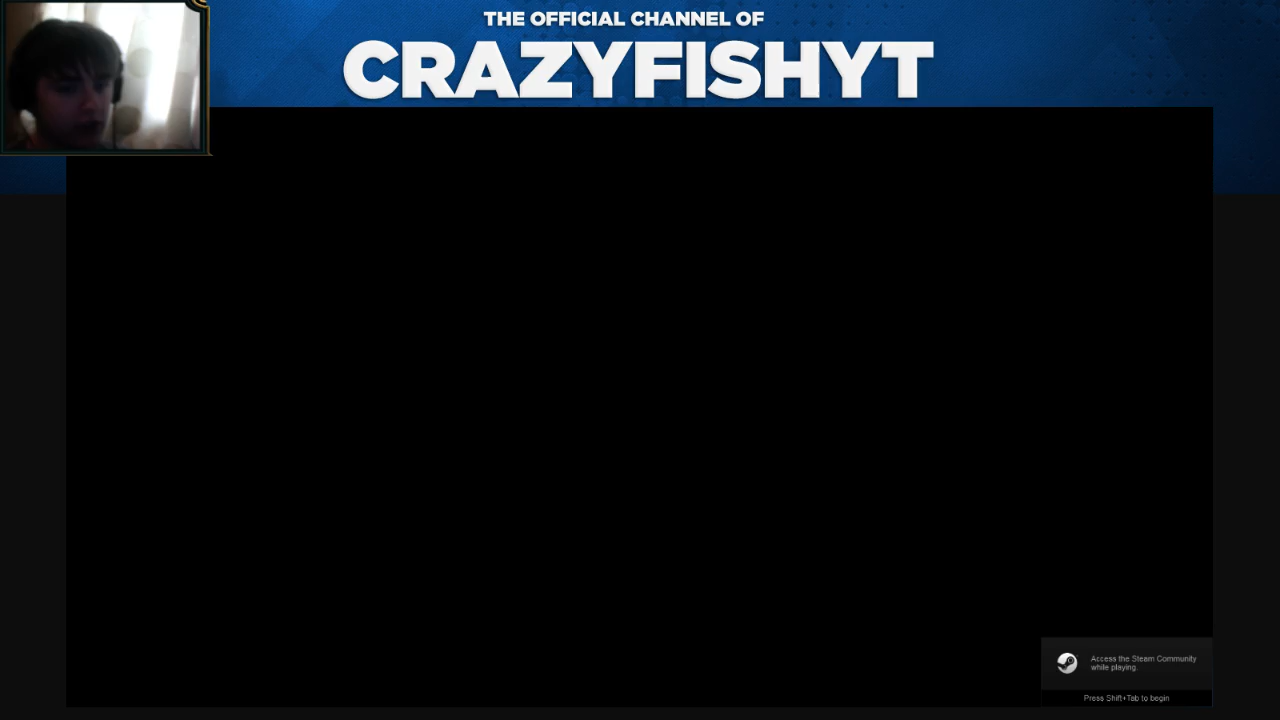 THE OFFICIAL CHANNEL OF
CRAZYFISHYT
Access the Steam Community
while playing.
Press Shift+Tab to begin